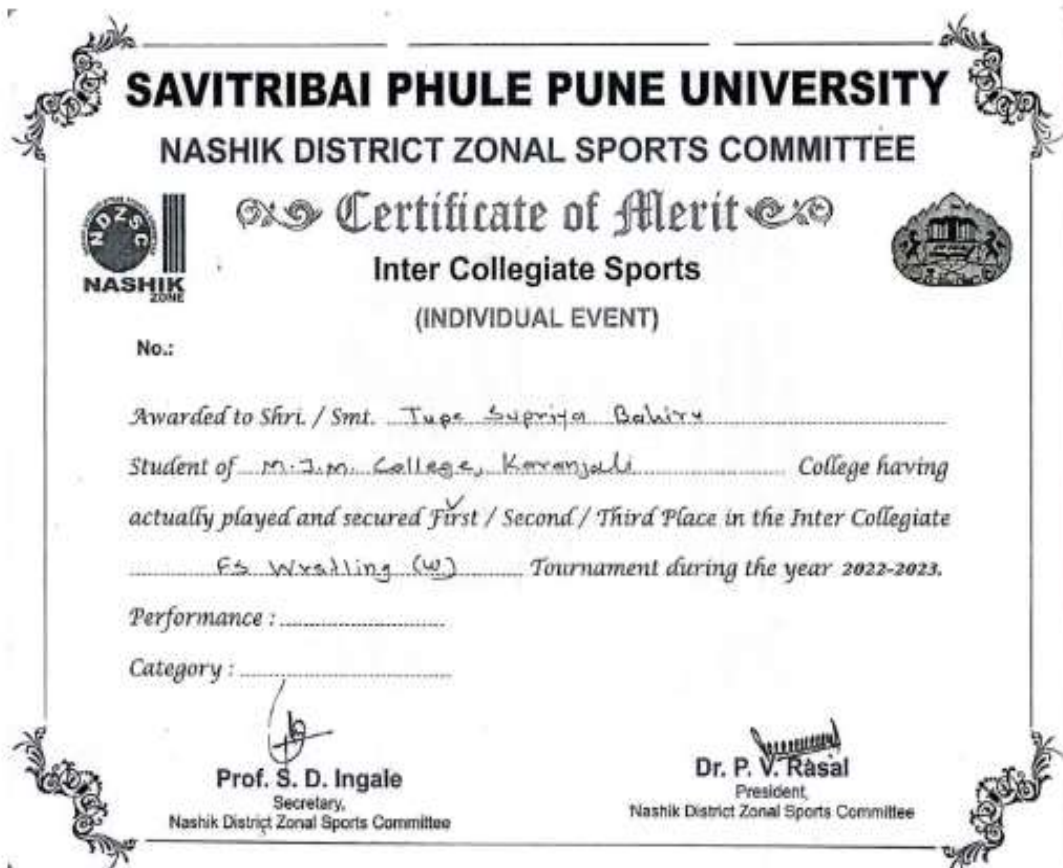 SAVITRIBAI PHULE PUNE UNIVERSITY
NASHIK DISTRICT ZONAL SPORTS COMMITTEE
Certificate of Merit
NDZSC
NASHIK
ZONE
Inter Collegiate Sports
(INDIVIDUAL EVENT)
No.:
Awarded to Shri. / Smt. Tupe Supriya Bahiru
Student of M.J.M. College, Karanjali College having
actually played and secured First / Second / Third Place in the Inter Collegiate
FS Wrestling (W) Tournament during the year 2022-2023.
Performance :
Category :
Prof. S. D. Ingale
Secretary,
Nashik District Zonal Sports Committee
Dr. P. V. Rasal
President,
Nashik District Zonal Sports Committee